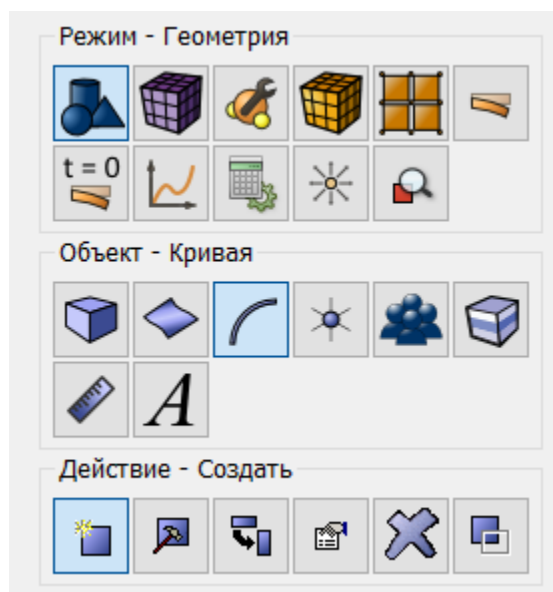 Режим - Геометрия
t = 0
Объект - Кривая
A
Действие - Создать